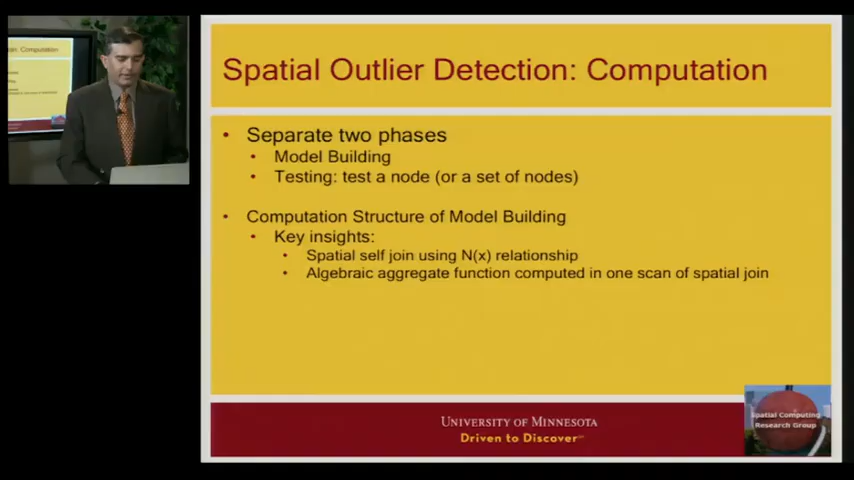 Spatial Outlier Detection: Computation
• Separate two phases
• Model Building
• Testing: test a node (or a set of nodes)
• Computation Structure of Model Building
• Key insights:
• Spatial self join using N(x) relationship
• Algebraic aggregate function computed in one scan of spatial join
UNIVERSITY OF MINNESOTA
Driven to Discover℠
Spatial Computing
Research Group